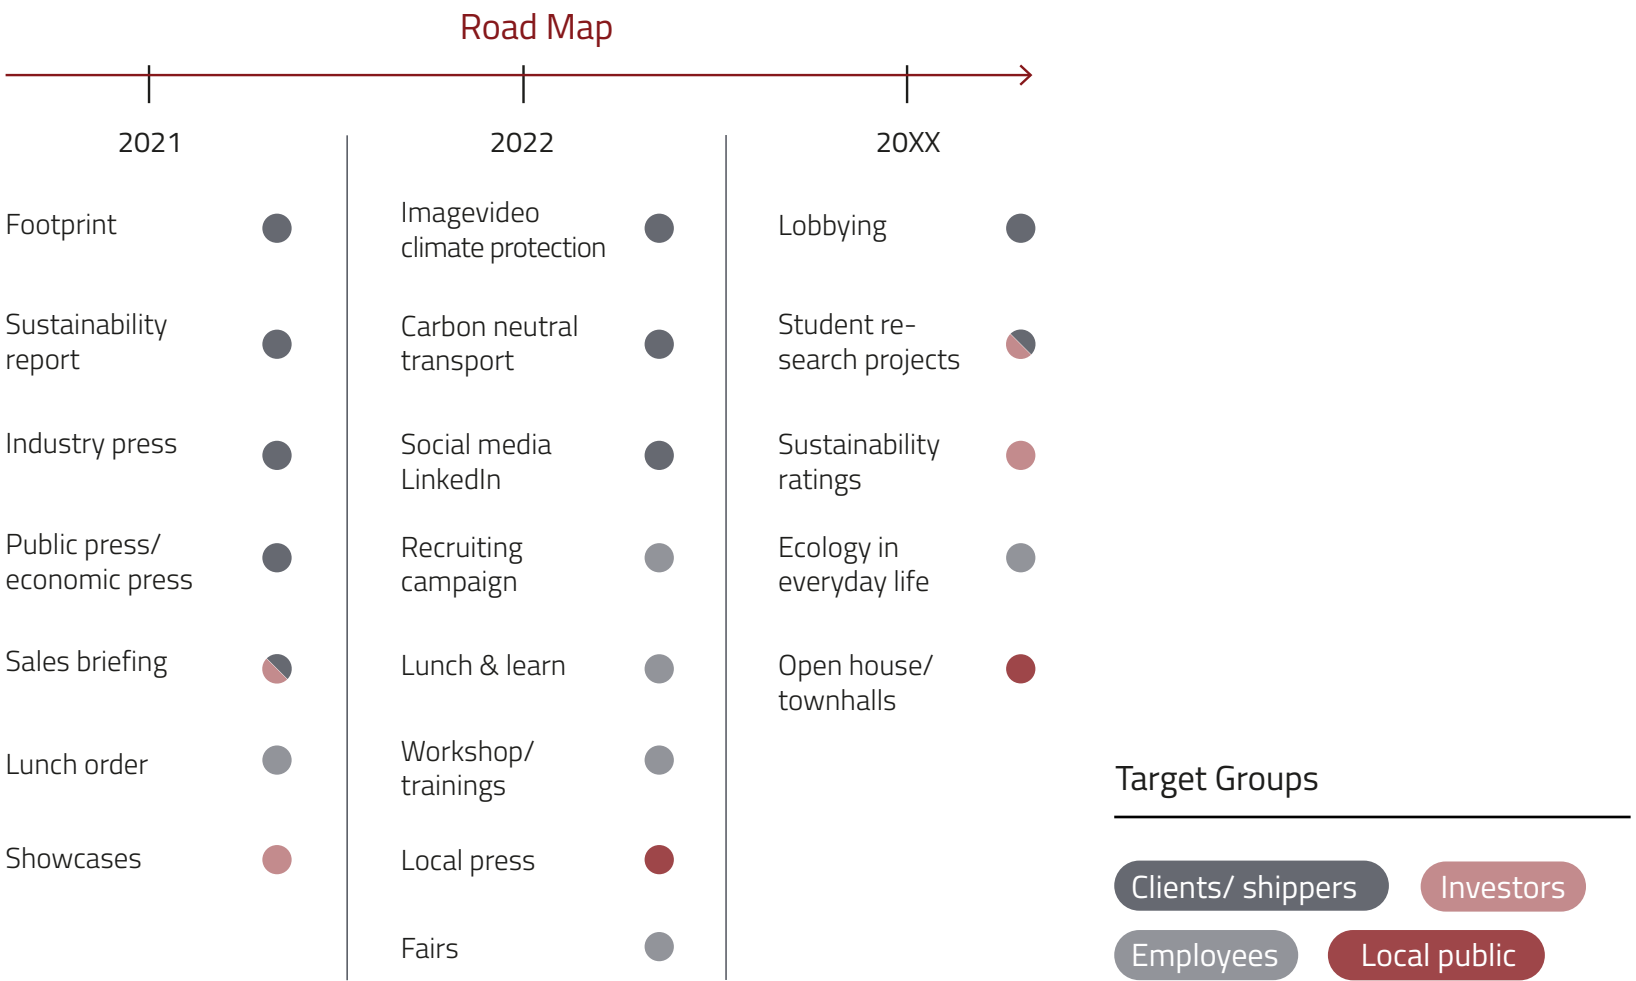 Road Map
2021
2022
20XX
Footprint
Sustainability
report
Industry press
Public press/
economic press
Sales briefing
Lunch order
Showcases
Imagevideo
climate protection
Carbon neutral
transport
Social media
LinkedIn
Recruiting
campaign
Lunch & learn
Workshop/
trainings
Local press
Fairs
Lobbying
Student re-
search projects
Sustainability
ratings
Ecology in
everyday life
Open house/
townhalls
Target Groups
Clients/ shippers
Investors
Employees
Local public